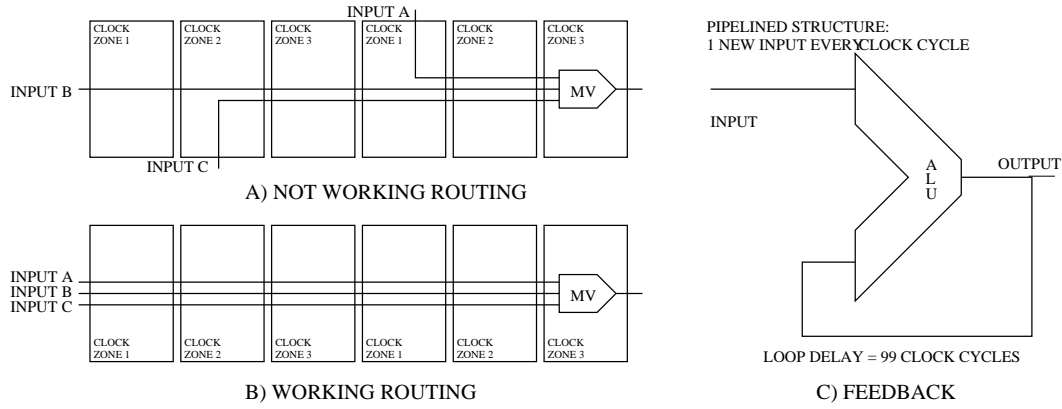 INPUT A
CLOCK
ZONE 1
CLOCK
ZONE 2
CLOCK
ZONE 3
CLOCK
ZONE 1
CLOCK
ZONE 2
CLOCK
ZONE 3
INPUT B
MV
INPUT C
A) NOT WORKING ROUTING
INPUT A
INPUT B
INPUT C
MV
CLOCK
ZONE 1
CLOCK
ZONE 2
CLOCK
ZONE 3
CLOCK
ZONE 1
CLOCK
ZONE 2
CLOCK
ZONE 3
B) WORKING ROUTING
PIPELINED STRUCTURE:
1 NEW INPUT EVERY CLOCK CYCLE
INPUT
A
L
U
OUTPUT
LOOP DELAY = 99 CLOCK CYCLES
C) FEEDBACK